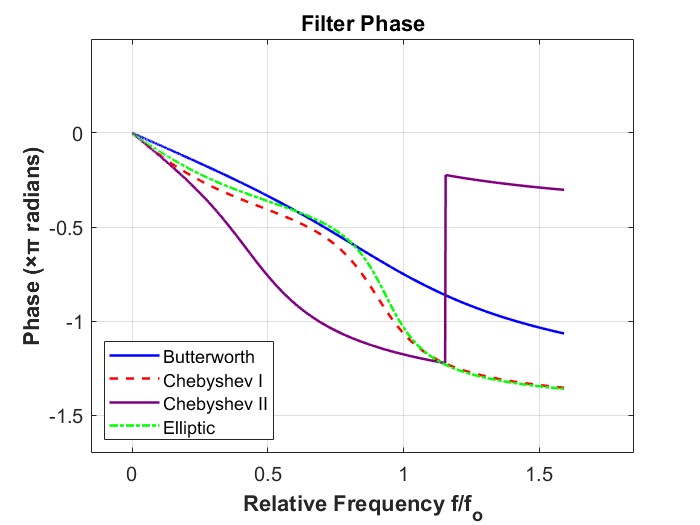 Filter Phase
Phase (×π radians)
0
-0.5
-1
-1.5
Butterworth
Chebyshev I
Chebyshev II
Elliptic
0 0.5 1 1.5
Relative Frequency f/fo